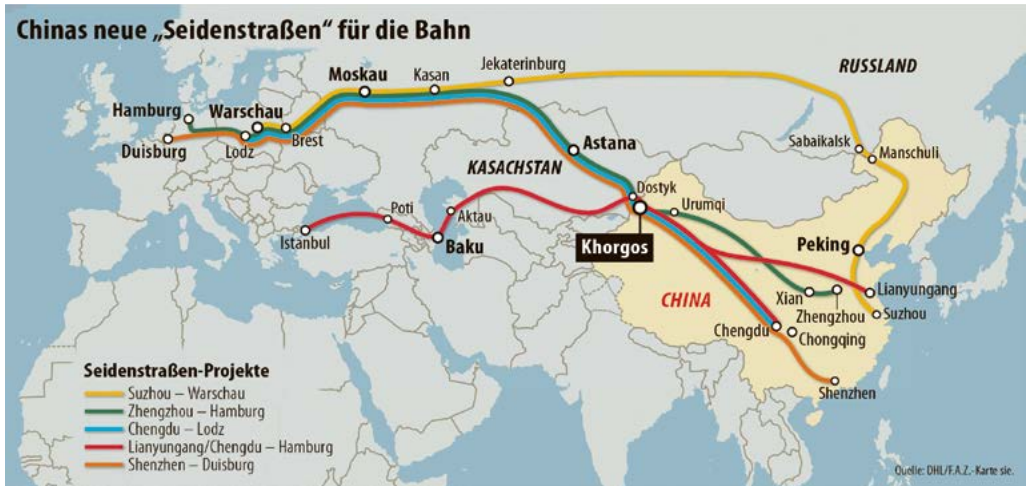 Chinas neue „Seidenstraßen“ für die Bahn
RUSSLAND
Jekaterinburg
Moskau
Kasan
Hamburg
Warschau
Duisburg
Lodz
Brest
Astana
Sabaikalsk
Manschuli
KASACHSTAN
Dostyk
Urumqi
Poti
Aktau
Istanbul
Baku
Khorgos
Peking
CHINA
Xian
Lianyungang
Zhengzhou
Suzhou
Chengdu
Chongqing
Shenzhen
Seidenstraßen-Projekte
Suzhou – Warschau
Zhengzhou – Hamburg
Chengdu – Lodz
Lianyungang/Chengdu – Hamburg
Shenzhen – Duisburg
Quelle: DHL/F.A.Z.-Karte sie.